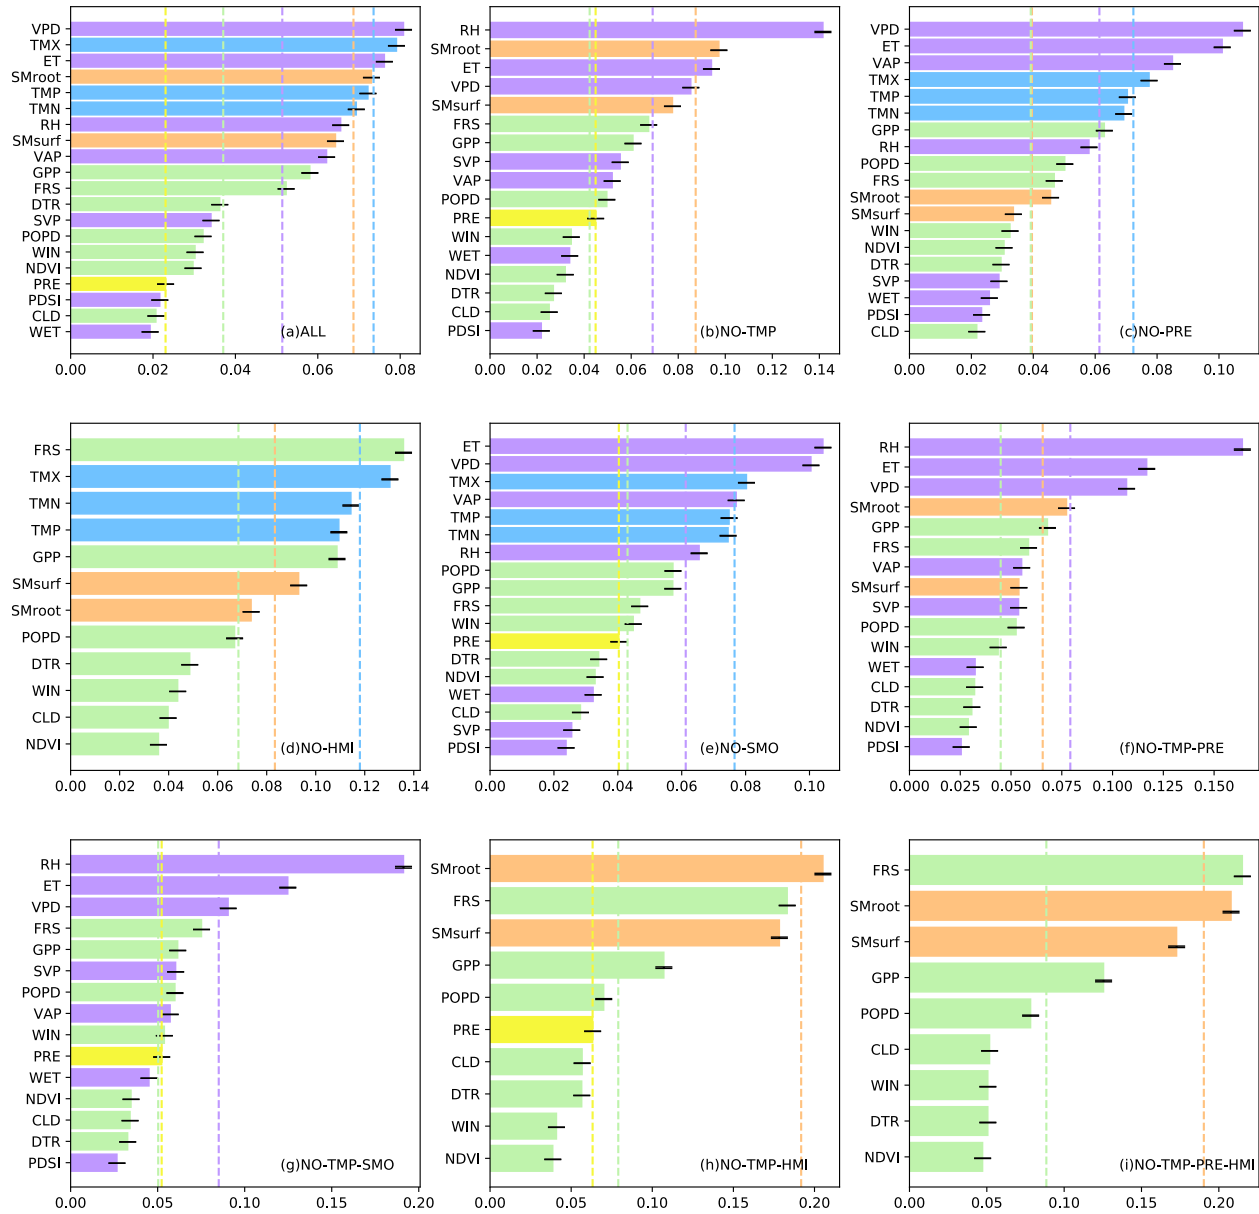 VPD
TMX
ET
SMroot
TMP
TMN
RH
SMsurf
VAP
GPP
FRS
DTR
SVP
POPD
WIN
NDVI
PRE
PDSI
CLD
WET
(a)ALL
0.00 0.02 0.04 0.06 0.08
RH
SMroot
ET
VPD
SMsurf
FRS
GPP
SVP
VAP
POPD
PRE
WIN
WET
NDVI
DTR
CLD
PDSI
(b)NO-TMP
0.00 0.02 0.04 0.06 0.08 0.10 0.12 0.14
VPD
ET
VAP
TMX
TMP
TMN
GPP
RH
POPD
FRS
SMroot
SMsurf
WIN
NDVI
DTR
SVP
WET
PDSI
CLD
(c)NO-PRE
0.00 0.02 0.04 0.06 0.08 0.10
FRS
TMX
TMN
TMP
GPP
SMsurf
SMroot
POPD
DTR
WIN
CLD
NDVI
(d)NO-HMI
0.00 0.02 0.04 0.06 0.08 0.10 0.12 0.14
ET
VPD
TMX
VAP
TMP
TMN
RH
POPD
GPP
FRS
WIN
PRE
DTR
NDVI
WET
CLD
SVP
PDSI
(e)NO-SMO
0.00 0.02 0.04 0.06 0.08 0.10
RH
ET
VPD
SMroot
GPP
FRS
VAP
SMsurf
SVP
POPD
WIN
WET
CLD
DTR
NDVI
PDSI
(f)NO-TMP-PRE
0.000 0.025 0.050 0.075 0.100 0.125 0.150
RH
ET
VPD
FRS
GPP
SVP
POPD
VAP
WIN
PRE
WET
NDVI
CLD
DTR
PDSI
(g)NO-TMP-SMO
0.00 0.05 0.10 0.15 0.20
SMroot
FRS
SMsurf
GPP
POPD
PRE
CLD
DTR
WIN
NDVI
(h)NO-TMP-HMI
0.00 0.05 0.10 0.15 0.20
FRS
SMroot
SMsurf
GPP
POPD
CLD
WIN
DTR
NDVI
(i)NO-TMP-PRE-HMI
0.00 0.05 0.10 0.15 0.20